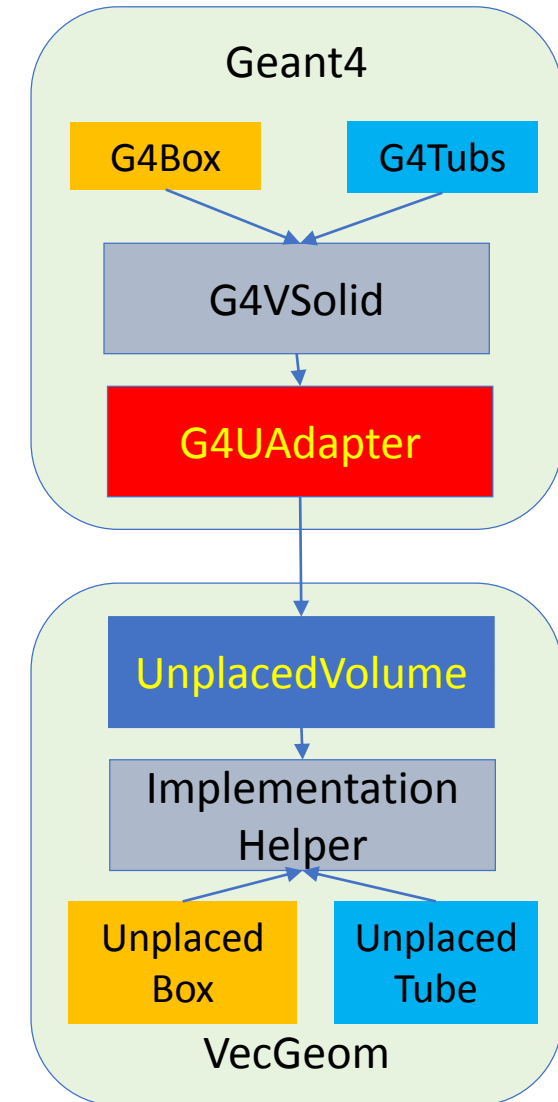 Geant4
G4Box
G4Tubs
G4VSolid
G4UAdapter
UnplacedVolume
Implementation
Helper
Unplaced
Box
Unplaced
Tube
VecGeom